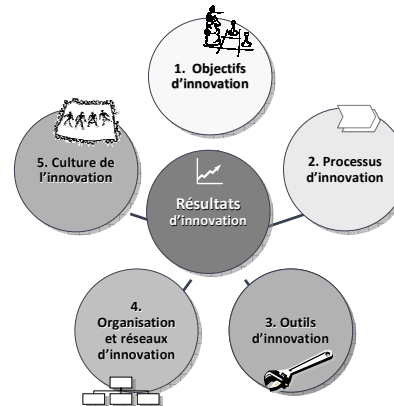 1. Objectifs
d'innovation
2. Processus
d'innovation
3. Outils
d'innovation
4.
Organisation
et réseaux
d'innovation
5. Culture de
l'innovation
Résultats
d'innovation